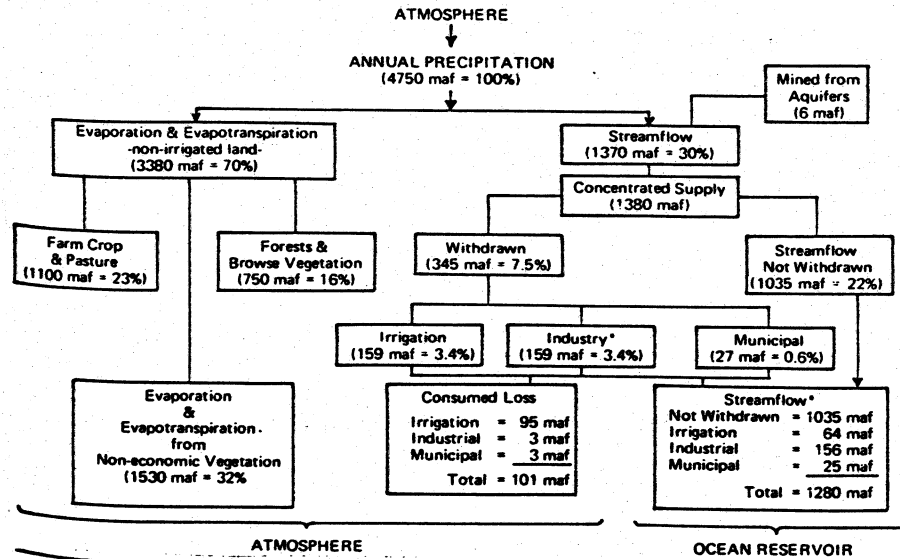 ATMOSPHERE
ANNUAL PRECIPITATION
(4750 maf = 100%)
Mined from
Aquifers
(6 maf)
Evaporation & Evapotranspiration
-non-irrigated land-
(3380 maf = 70%)
Streamflow
(1370 maf = 30%)
Concentrated Supply
(1380 maf)
Farm Crop
& Pasture
(1100 maf = 23%)
Forests &
Browse Vegetation
(750 maf = 16%)
Withdrawn
(345 maf = 7.5%)
Streamflow
Not Withdrawn
(1035 maf = 22%)
Irrigation
(159 maf = 3.4%)
Industry*
(159 maf = 3.4%)
Municipal
(27 maf = 0.6%)
Evaporation
&
Evapotranspiration
from
Non-economic Vegetation
(1530 maf = 32%
Consumed Loss
Irrigation = 95 maf
Industrial = 3 maf
Municipal = 3 maf
Total = 101 maf
Streamflow*
Not Withdrawn = 1035 maf
Irrigation = 64 maf
Industrial = 156 maf
Municipal = 25 maf
Total = 1280 maf
ATMOSPHERE
OCEAN RESERVOIR